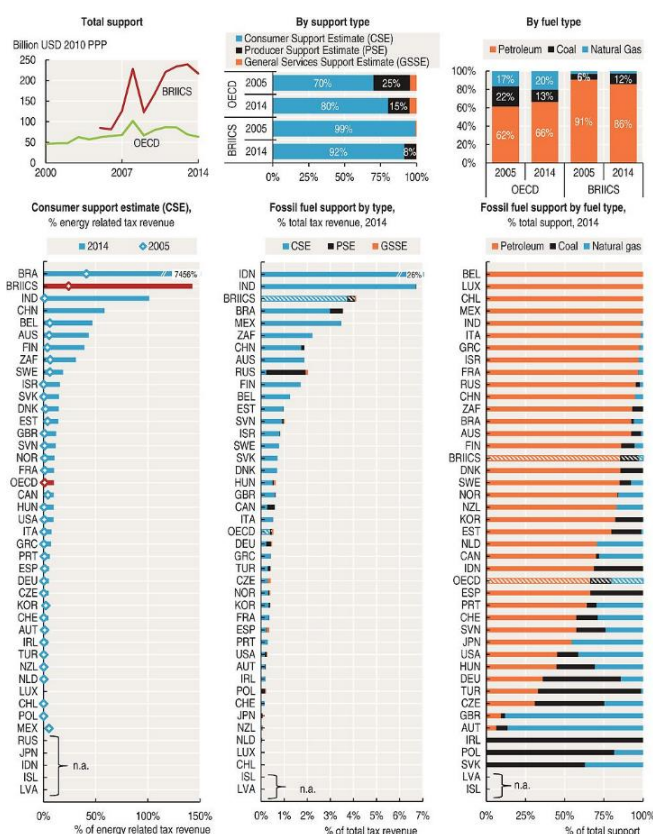 Total support
Billion USD 2010 PPP
250
200
150
100
50
0
BRIICS
OECD
2000 2007 2014
By support type
Consumer Support Estimate (CSE)
Producer Support Estimate (PSE)
General Services Support Estimate (GSSE)
OECD
2005 70% 25%
2014 80% 15%
BRIICS
2005 99%
2014 92% 8%
0% 25% 50% 75% 100%
By fuel type
Petroleum Coal Natural Gas
100%
80%
60%
40%
20%
0%
17% 20% 6% 12%
22% 13%
62% 66% 91% 86%
2005 2014 2005 2014
OECD BRIICS
Consumer support estimate (CSE),
% energy related tax revenue
2014 2005
BRA 7456%
BRIICS
IND
CHN
BEL
AUS
FIN
ZAF
SWE
ISR
SVK
DNK
EST
GBR
SVN
NOR
FRA
OECD
CAN
HUN
USA
ITA
GRC
PRT
ESP
DEU
CZE
KOR
CHE
AUT
IRL
TUR
NZL
NLD
LUX
CHL
POL
MEX
RUS
JPN
IDN n.a.
ISL
LVA
0% 50% 100% 150%
% of energy related tax revenue
Fossil fuel support by type,
% total tax revenue, 2014
CSE PSE GSSE
IDN 26%
IND
BRIICS
BRA
MEX
ZAF
CHN
AUS
RUS
FIN
BEL
EST
SVN
ISR
SWE
SVK
DNK
HUN
GBR
CAN
ITA
OECD
DEU
GRC
TUR
CZE
NOR
KOR
FRA
ESP
PRT
USA
AUT
IRL
POL
CHE
JPN
NZL
NLD
LUX
CHL
ISL n.a.
LVA
0% 1% 2% 3% 4% 5% 6% 7%
% of total tax revenue
Fossil fuel support by fuel type,
% total support, 2014
Petroleum Coal Natural gas
BEL
LUX
CHL
MEX
IND
ITA
GRC
ISR
FRA
RUS
CHN
ZAF
BRA
AUS
FIN
BRIICS
DNK
SWE
NOR
NZL
KOR
EST
NLD
CAN
IDN
OECD
ESP
PRT
CHE
SVN
JPN
USA
HUN
DEU
TUR
CZE
GBR
AUT
IRL
POL
SVK
LVA n.a.
ISL
0% 20% 40% 60% 80% 100%
% of total support